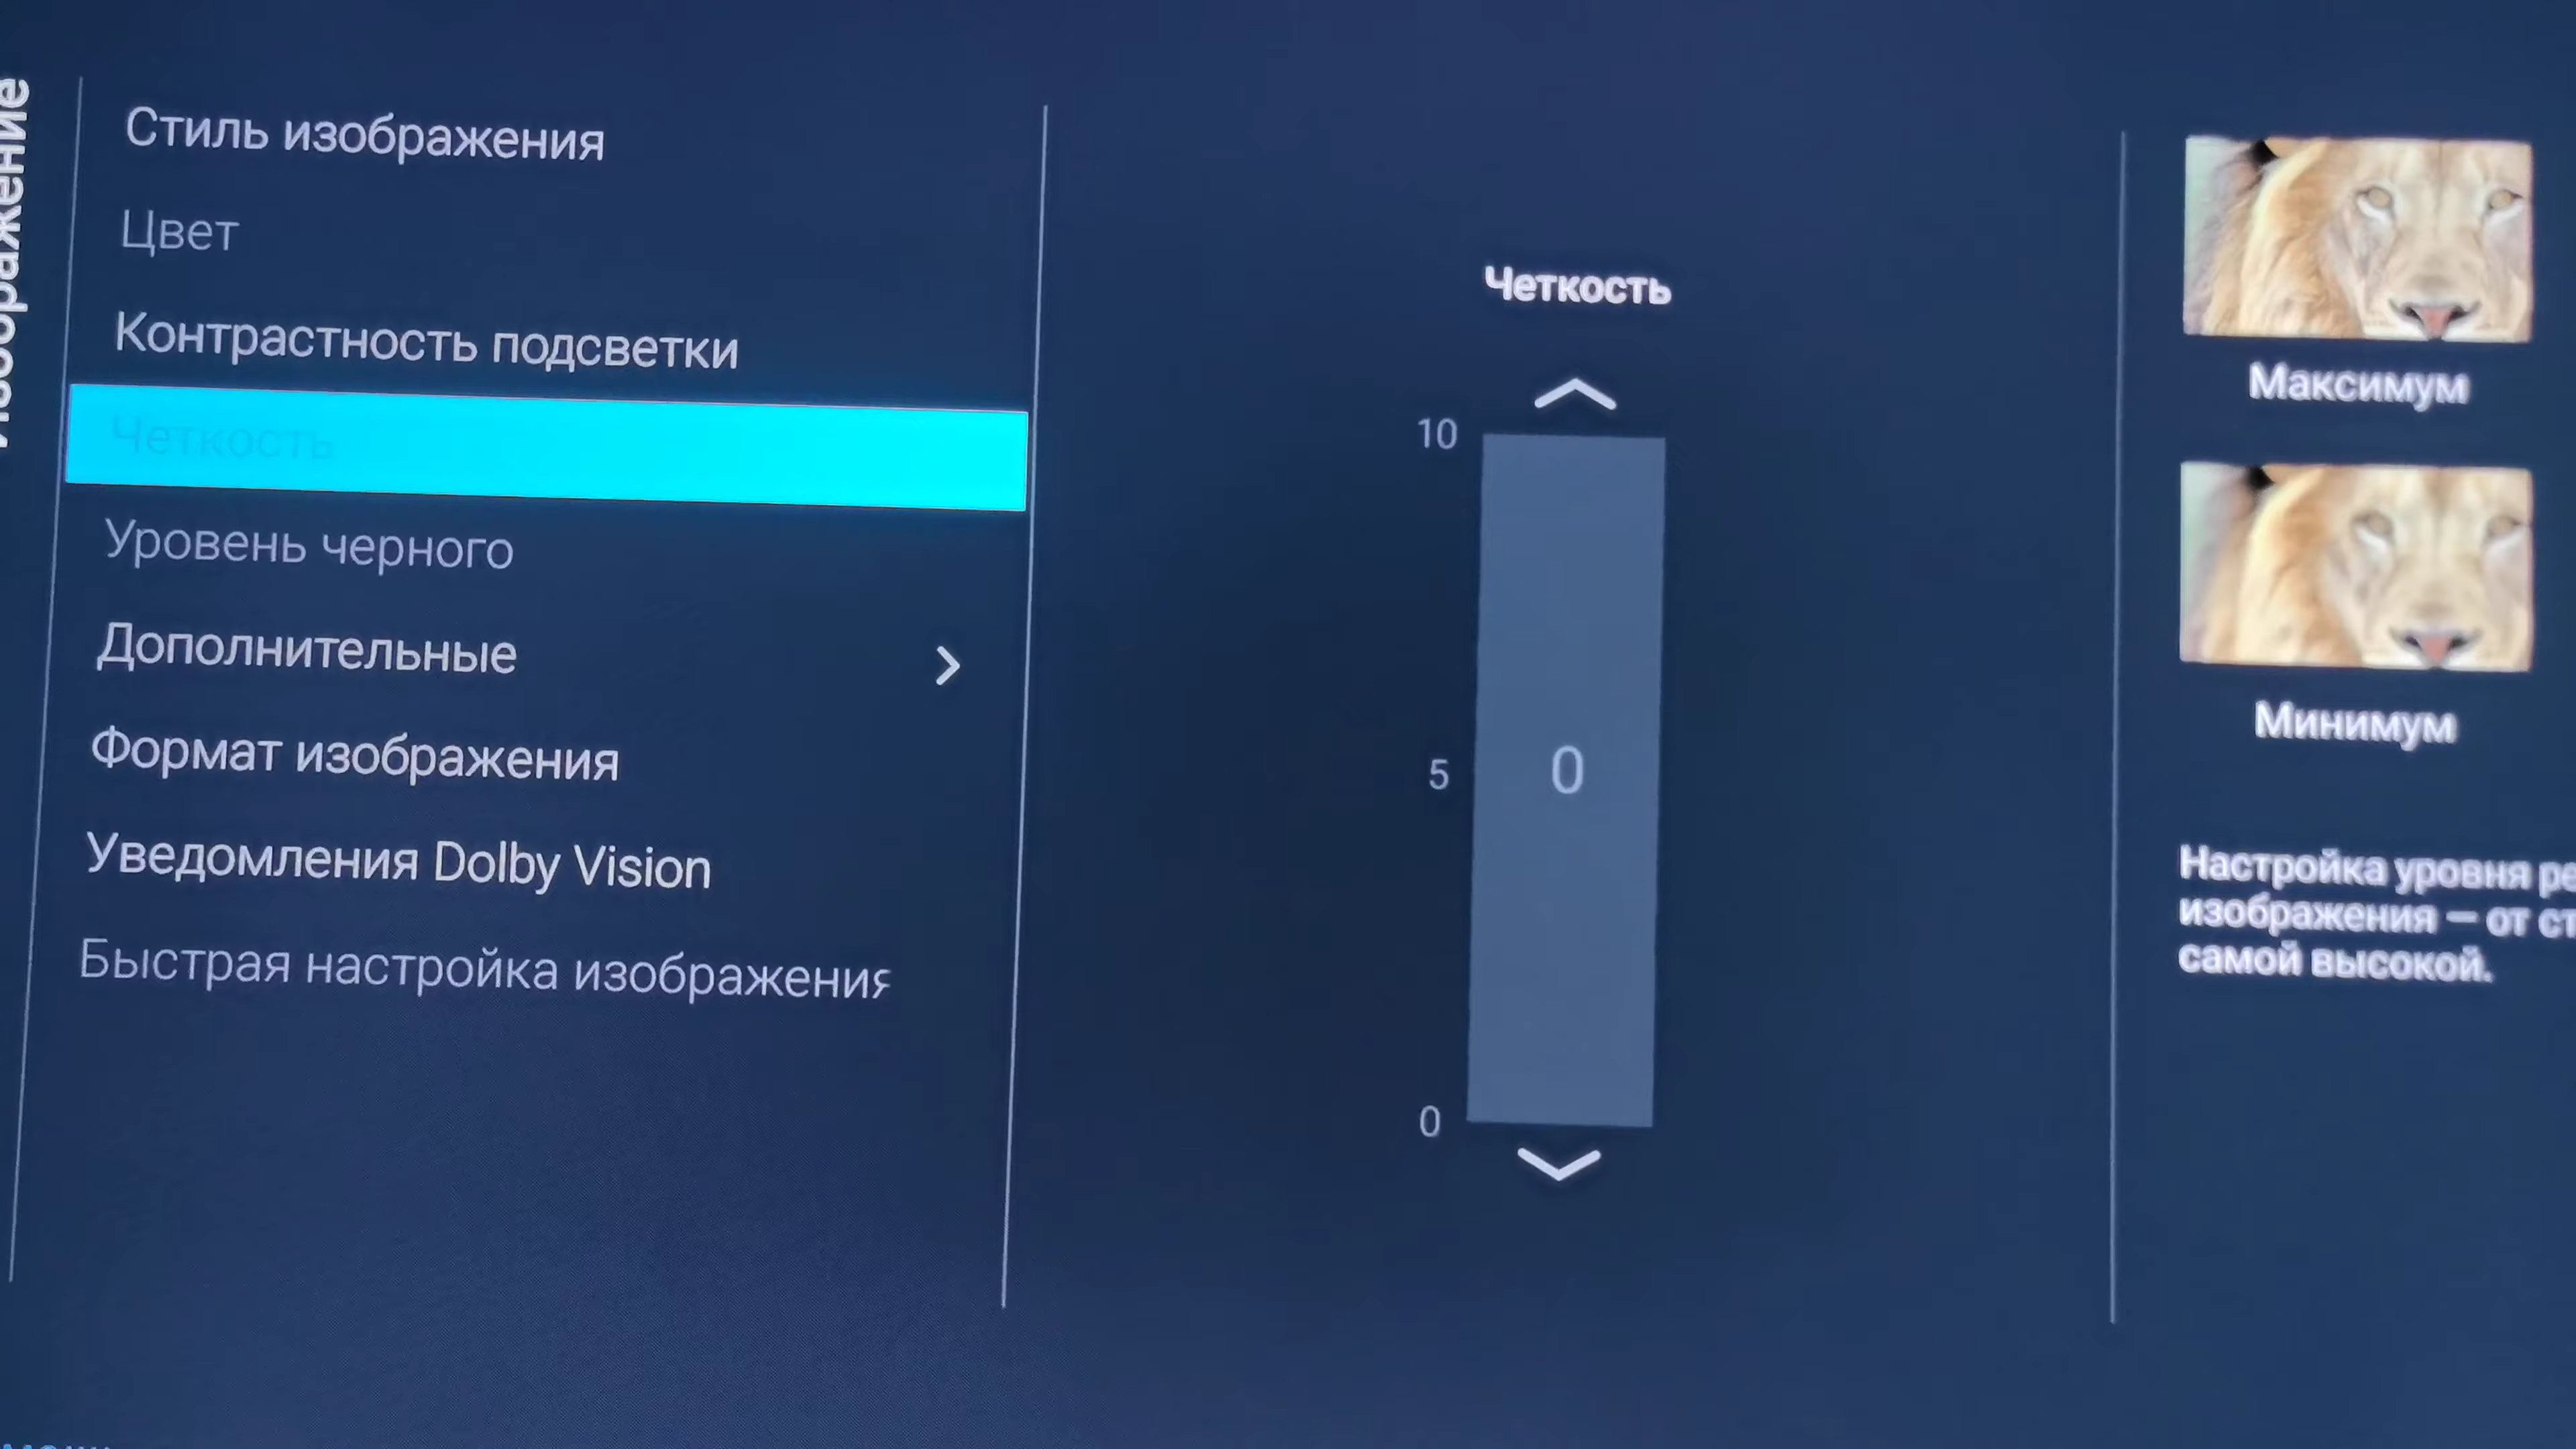 Изображение
Стиль изображения
Цвет
Контрастность подсветки
Четкость
Уровень черного
Дополнительные
Формат изображения
Уведомления Dolby Vision
Быстрая настройка изображения
Четкость
10
5
0
0
Максимум
Минимум
Настройка уровня
изображения — от
самой высокой.